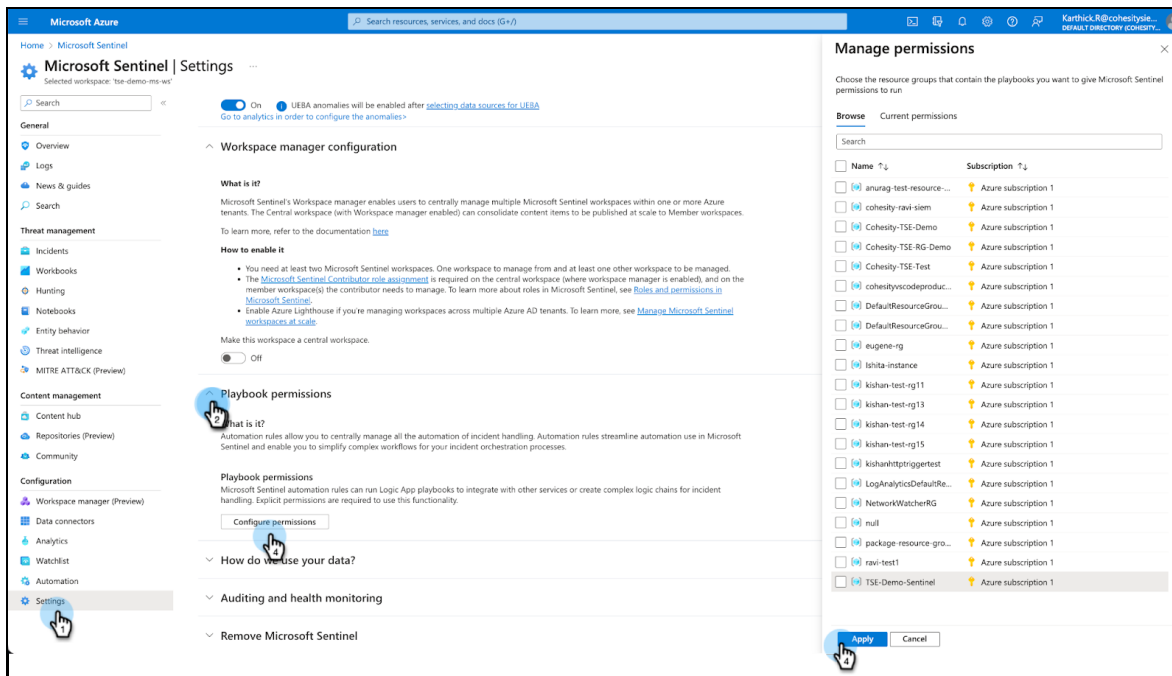 Microsoft Azure
Search resources, services, and docs (G+/)
Karthick.R@cohesitysie...
DEFAULT DIRECTORY (COHESITY...
Home > Microsoft Sentinel
Microsoft Sentinel | Settings ...
Selected workspace: 'tse-demo-ms-ws'
Search
General
Overview
Logs
News & guides
Search
Threat management
Incidents
Workbooks
Hunting
Notebooks
Entity behavior
Threat intelligence
MITRE ATT&CK (Preview)
Content management
Content hub
Repositories (Preview)
Community
Configuration
Workspace manager (Preview)
Data connectors
Analytics
Watchlist
Automation
Settings
1
On UEBA anomalies will be enabled after selecting data sources for UEBA
Go to analytics in order to configure the anomalies>
Workspace manager configuration
What is it?
Microsoft Sentinel's Workspace manager enables users to centrally manage multiple Microsoft Sentinel workspaces within one or more Azure
tenants. The Central workspace (with Workspace manager enabled) can consolidate content items to be published at scale to Member workspaces.
To learn more, refer to the documentation here
How to enable it
• You need at least two Microsoft Sentinel workspaces. One workspace to manage from and at least one other workspace to be managed.
• The Microsoft Sentinel Contributor role assignment is required on the central workspace (where workspace manager is enabled), and on the
member workspace(s) the contributor needs to manage. To learn more about roles in Microsoft Sentinel, see Roles and permissions in
Microsoft Sentinel.
• Enable Azure Lighthouse if you're managing workspaces across multiple Azure AD tenants. To learn more, see Manage Microsoft Sentinel
workspaces at scale.
Make this workspace a central workspace.
Off
Playbook permissions
2
What is it?
Automation rules allow you to centrally manage all the automation of incident handling. Automation rules streamline automation use in Microsoft
Sentinel and enable you to simplify complex workflows for your incident orchestration processes.
Playbook permissions
Microsoft Sentinel automation rules can run Logic App playbooks to integrate with other services or create complex logic chains for incident
handling. Explicit permissions are required to use this functionality.
Configure permissions
4
How do we use your data?
Auditing and health monitoring
Remove Microsoft Sentinel
Manage permissions
Choose the resource groups that contain the playbooks you want to give Microsoft Sentinel
permissions to run
Browse Current permissions
Search
Name Subscription
anurag-test-resource-... Azure subscription 1
cohesity-ravi-siem Azure subscription 1
Cohesity-TSE-Demo Azure subscription 1
Cohesity-TSE-RG-Demo Azure subscription 1
Cohesity-TSE-Test Azure subscription 1
cohesityvscodeproduc... Azure subscription 1
DefaultResourceGrou... Azure subscription 1
DefaultResourceGrou... Azure subscription 1
eugene-rg Azure subscription 1
Ishita-instance Azure subscription 1
kishan-test-rg11 Azure subscription 1
kishan-test-rg13 Azure subscription 1
kishan-test-rg14 Azure subscription 1
kishan-test-rg15 Azure subscription 1
kishanhttptriggertest Azure subscription 1
LogAnalyticsDefaultRe... Azure subscription 1
NetworkWatcherRG Azure subscription 1
null Azure subscription 1
package-resource-gro... Azure subscription 1
ravi-test1 Azure subscription 1
TSE-Demo-Sentinel Azure subscription 1
Apply Cancel
4